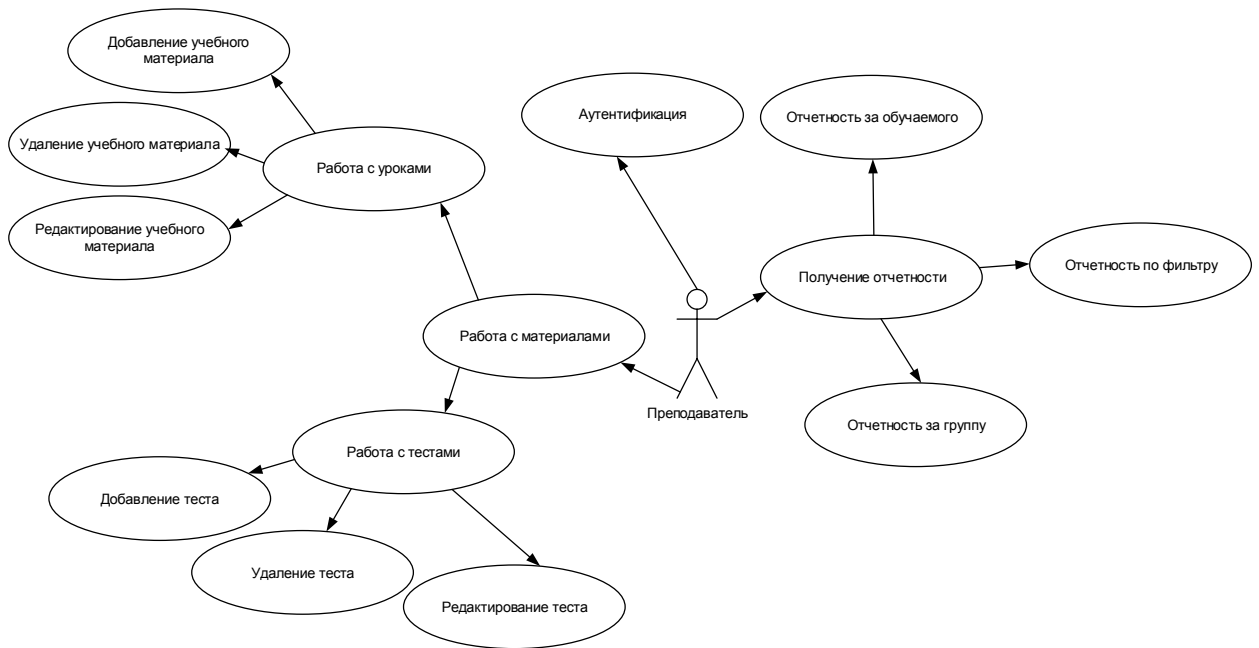 Добавление учебного
материала
Удаление учебного материала
Редактирование учебного
материала
Работа с уроками
Аутентификация
Отчетность за обучаемого
Получение отчетности
Отчетность по фильтру
Отчетность за группу
Преподаватель
Работа с материалами
Работа с тестами
Добавление теста
Удаление теста
Редактирование теста